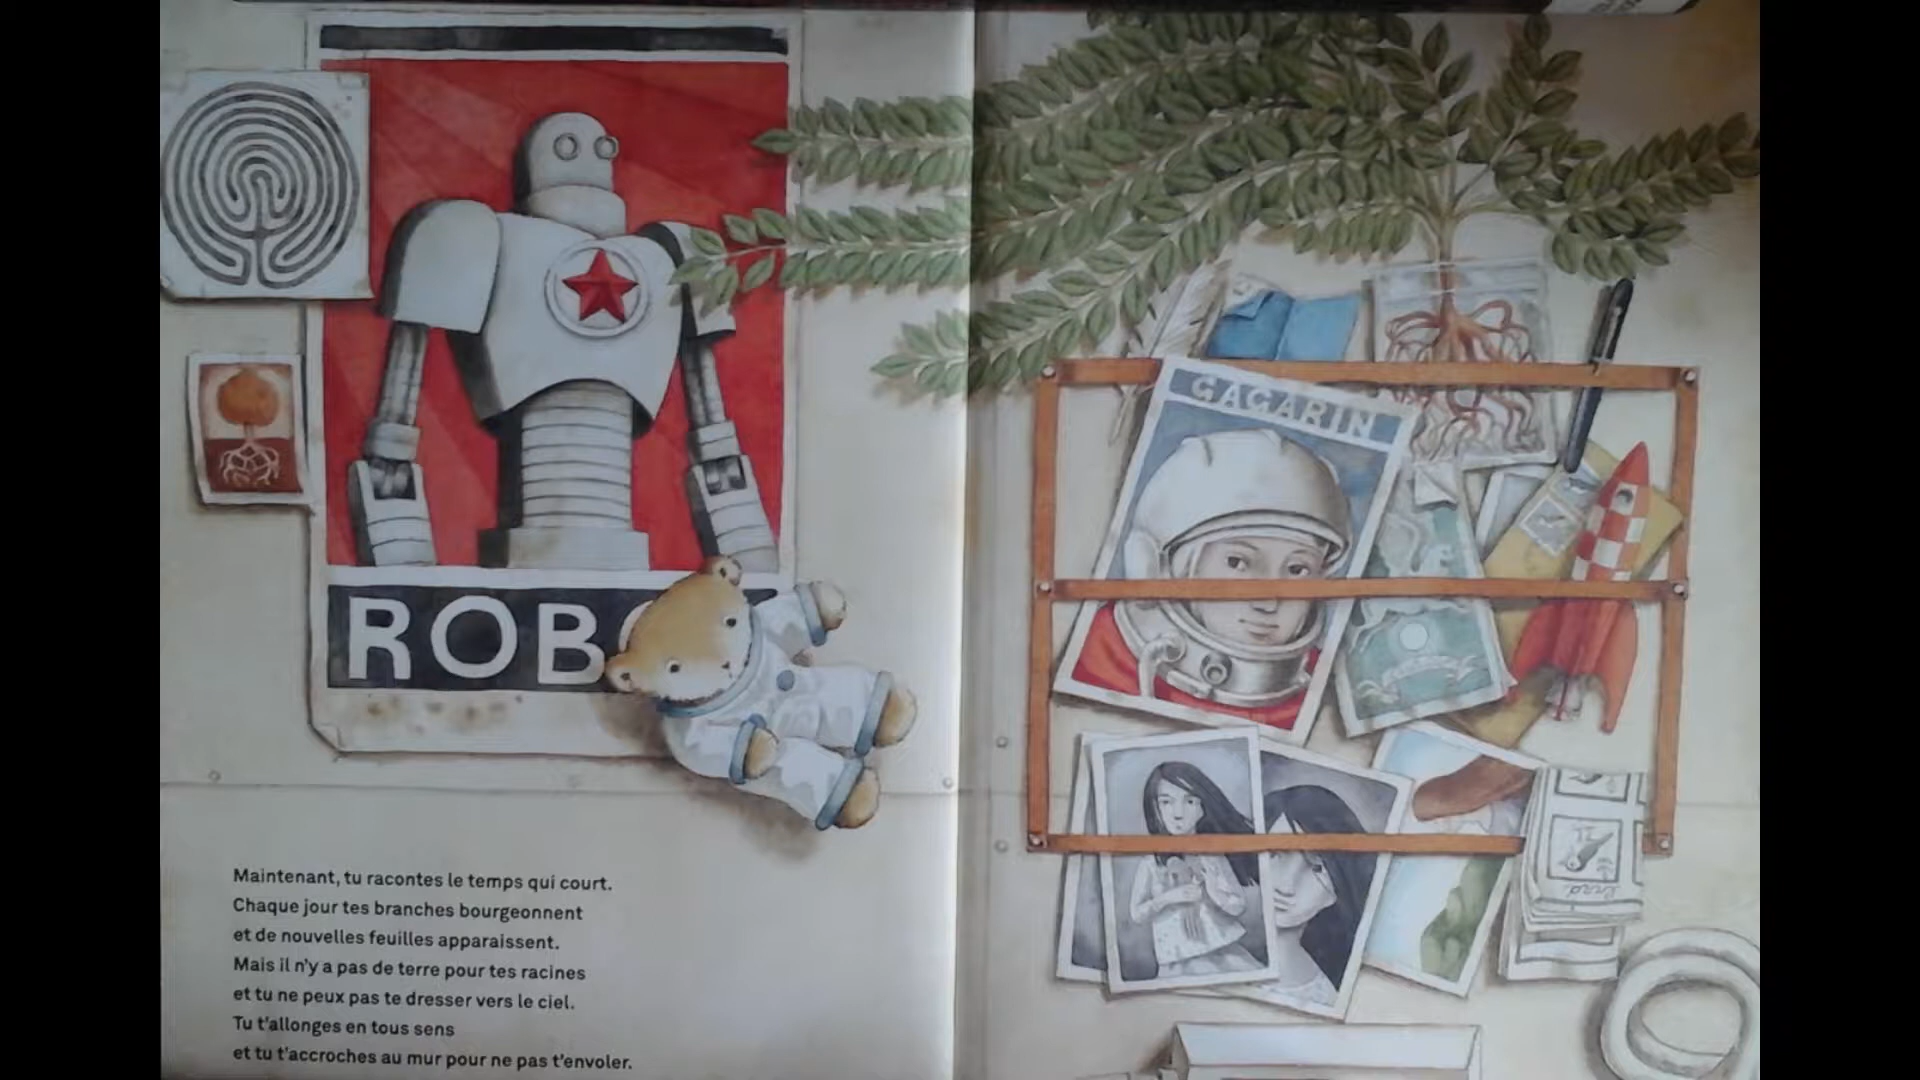 ROBO
GAGARIN
Maintenant, tu racontes le temps qui court.
Chaque jour tes branches bourgeonnent
et de nouvelles feuilles apparaissent.
Mais il n'y a pas de terre pour tes racines
et tu ne peux pas te dresser vers le ciel.
Tu t'allonges en tous sens
et tu t'accroches au mur pour ne pas t'envoler.